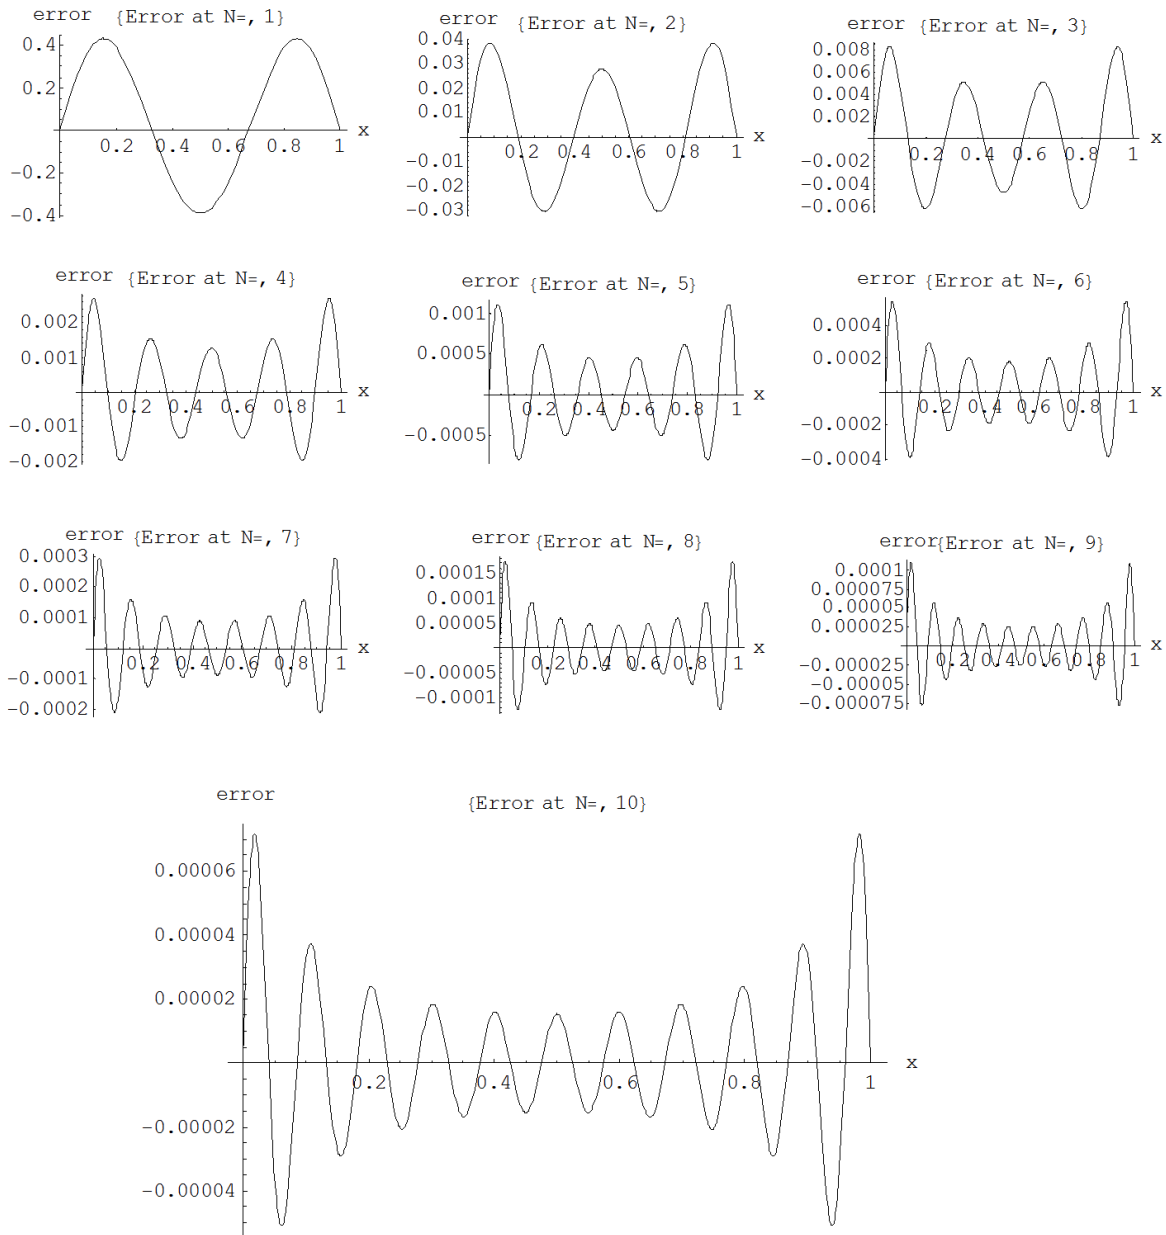 error {Error at N=, 1}
0.4
0.2
-0.2
-0.4
0.2 0.4 0.6 0.8 1 x
error {Error at N=, 2}
0.04
0.03
0.02
0.01
-0.01
-0.02
-0.03
0.2 0.4 0.6 0.8 1 x
error {Error at N=, 3}
0.008
0.006
0.004
0.002
-0.002
-0.004
-0.006
0.2 0.4 0.6 0.8 1 x
error {Error at N=, 4}
0.002
0.001
-0.001
-0.002
0.2 0.4 0.6 0.8 1 x
error {Error at N=, 5}
0.001
0.0005
-0.0005
0.2 0.4 0.6 0.8 1 x
error {Error at N=, 6}
0.0004
0.0002
-0.0002
-0.0004
0.2 0.4 0.6 0.8 1 x
error {Error at N=, 7}
0.0003
0.0002
0.0001
-0.0001
-0.0002
0.2 0.4 0.6 0.8 1 x
error {Error at N=, 8}
0.00015
0.0001
0.00005
-0.00005
-0.0001
0.2 0.4 0.6 0.8 1 x
error {Error at N=, 9}
0.0001
0.000075
0.00005
0.000025
-0.000025
-0.00005
-0.000075
0.2 0.4 0.6 0.8 1 x
error {Error at N=, 10}
0.00006
0.00004
0.00002
-0.00002
-0.00004
0.2 0.4 0.6 0.8 1 x